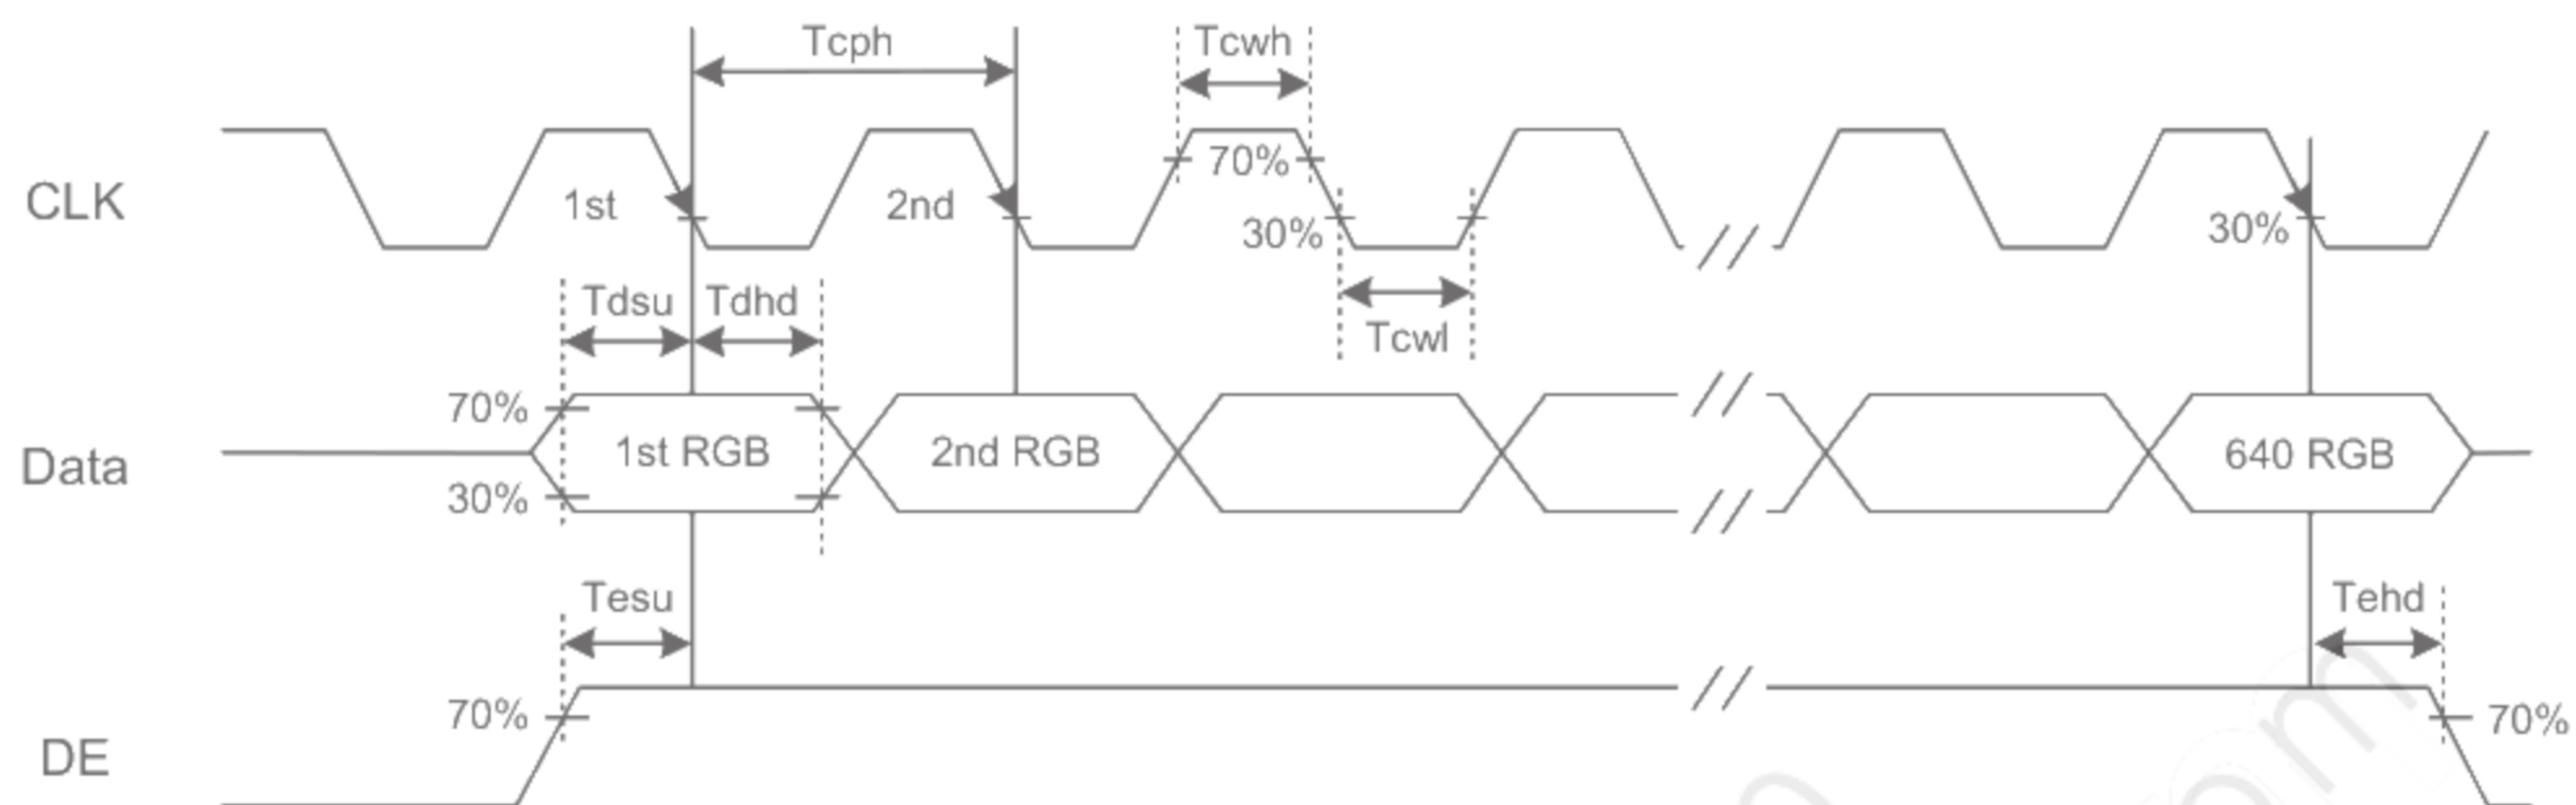 Tcph
Tcwh
CLK
1st
2nd
70%
30%
30%
Tdsu
Tdhd
Tcwl
70%
Data
1st RGB
2nd RGB
640 RGB
30%
Tesu
Tehd
70%
70%
DE